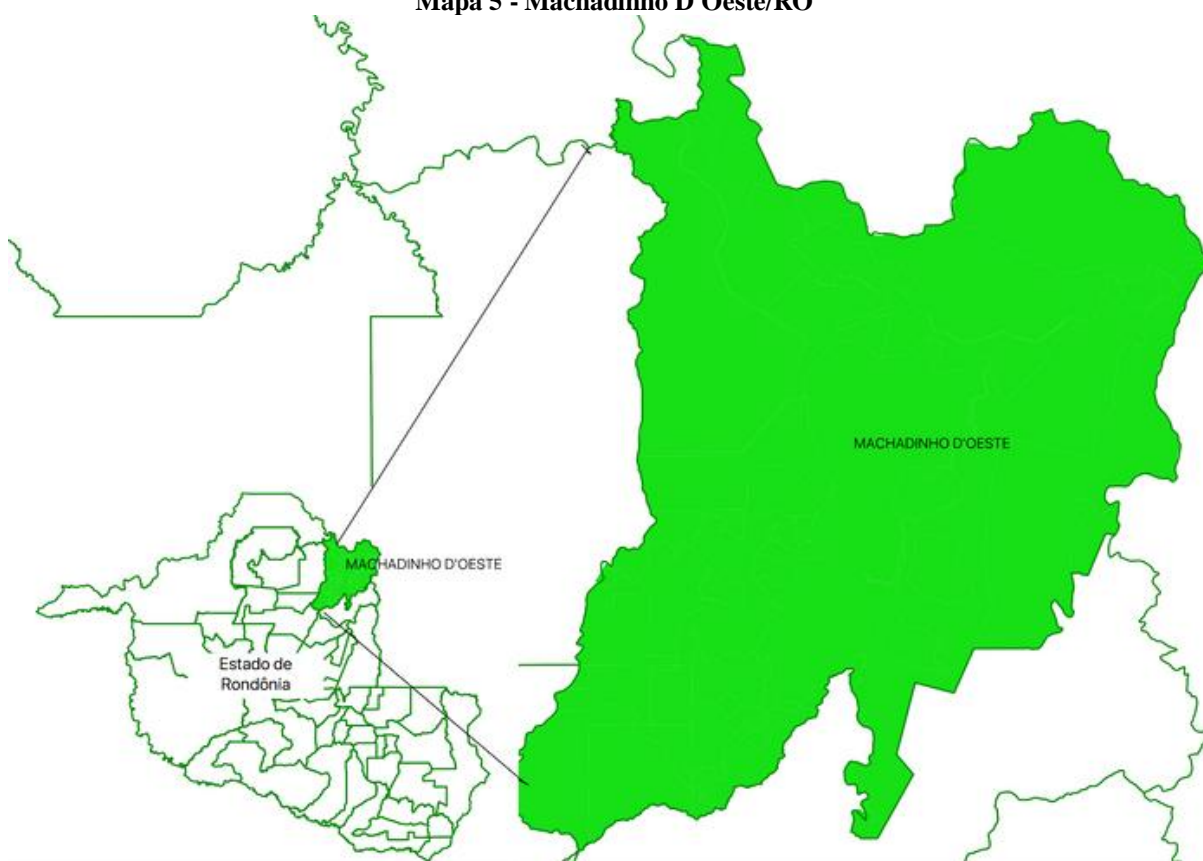 Mapa 5 - Machadinho D'Oeste/RO
MACHADINHO D'OESTE
MACHADINHO D'OESTE
Estado de
Rondônia